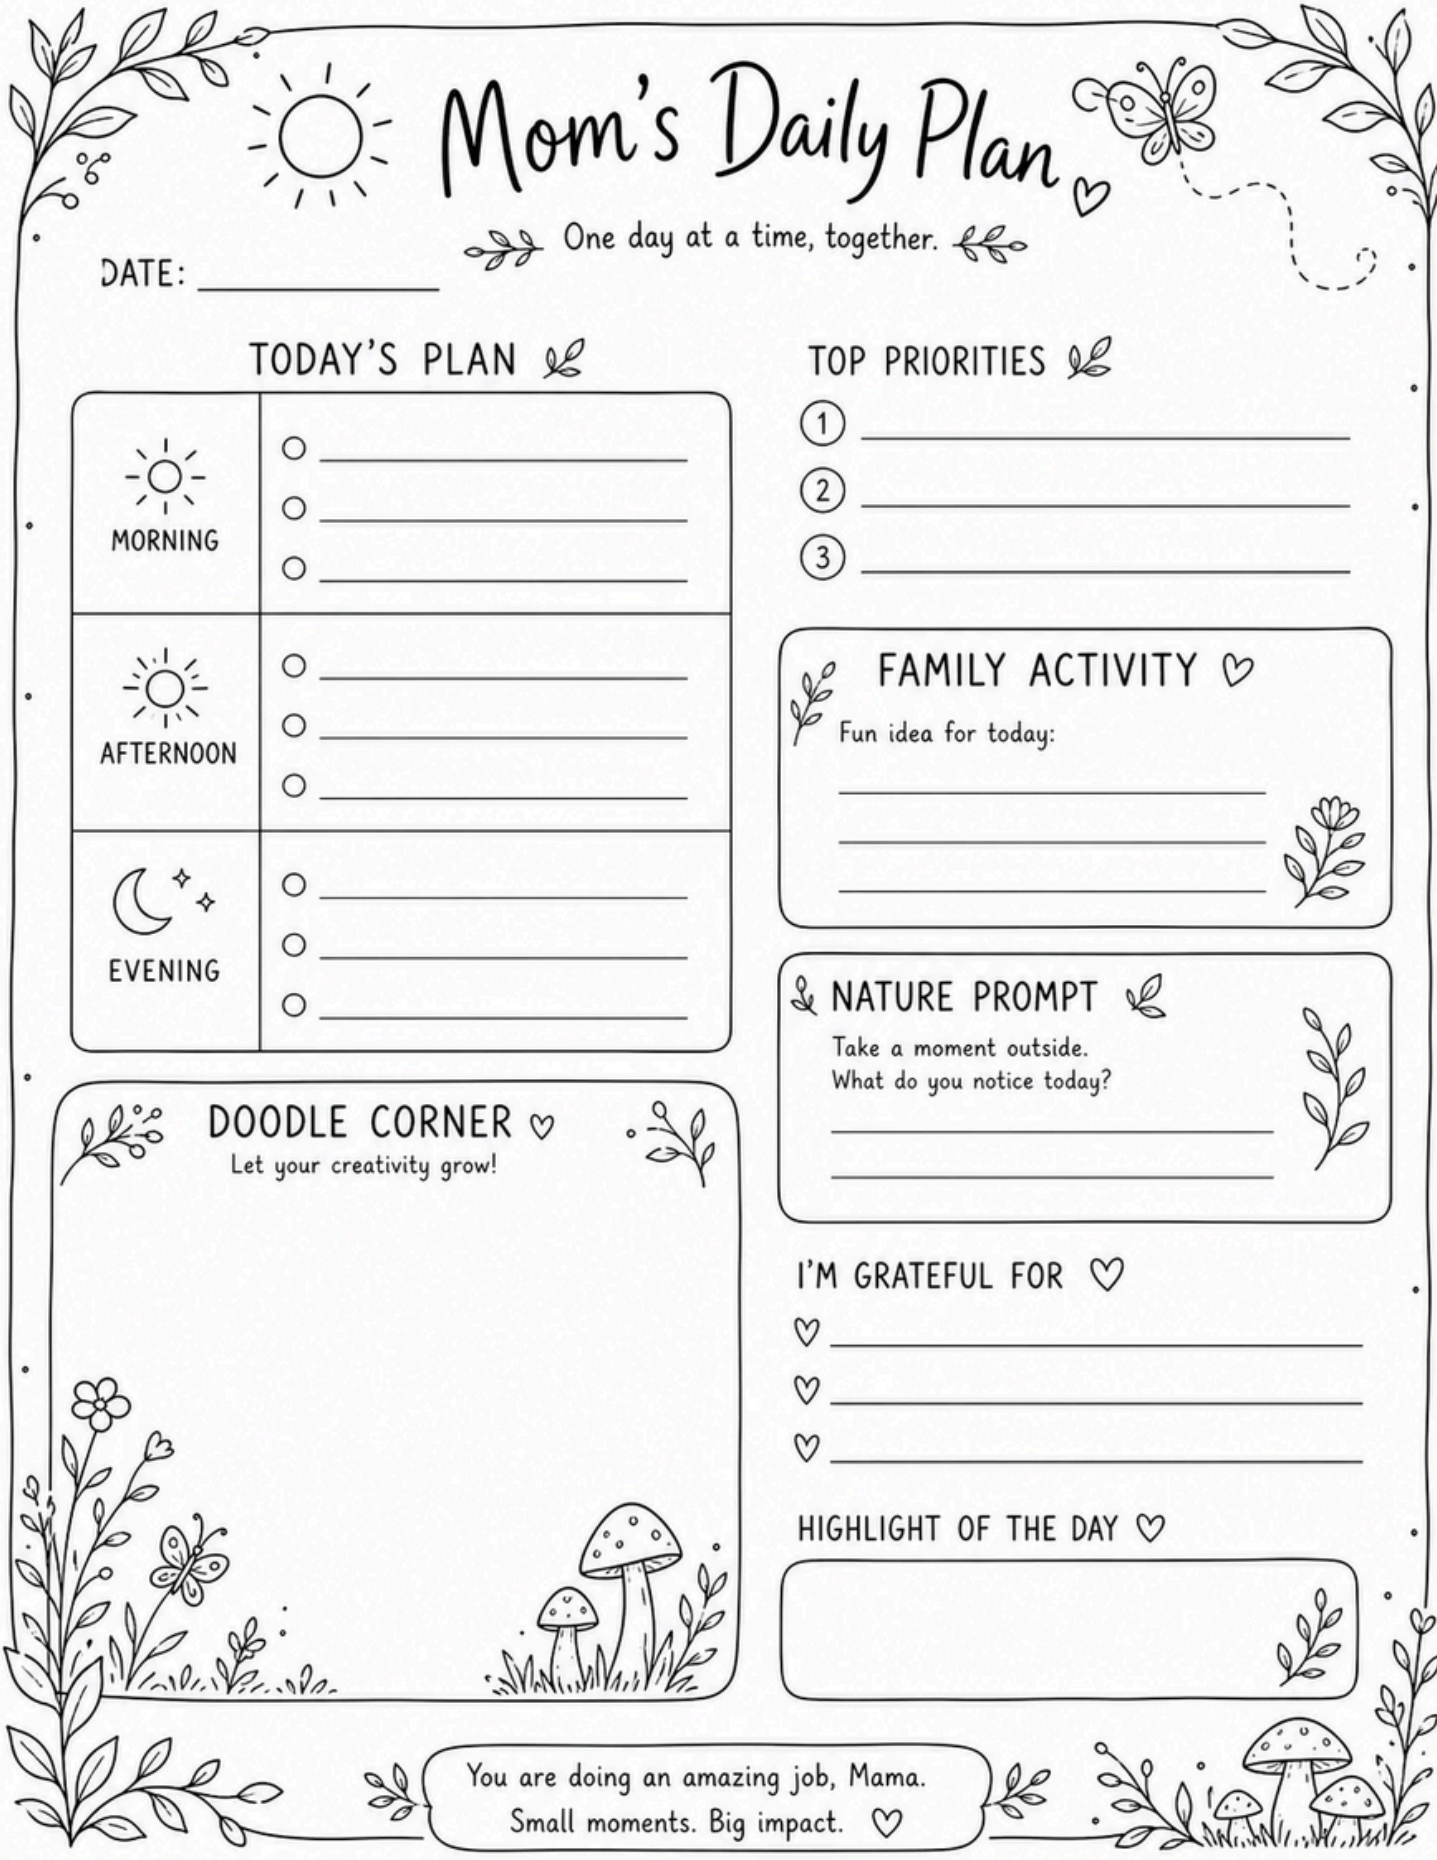 Mom's Daily Plan
One day at a time, together.
DATE:
TODAY'S PLAN
MORNING
AFTERNOON
EVENING
TOP PRIORITIES
1
2
3
FAMILY ACTIVITY
Fun idea for today:
NATURE PROMPT
Take a moment outside.
What do you notice today?
DOODLE CORNER
Let your creativity grow!
I'M GRATEFUL FOR
HIGHLIGHT OF THE DAY
You are doing an amazing job, Mama.
Small moments. Big impact.